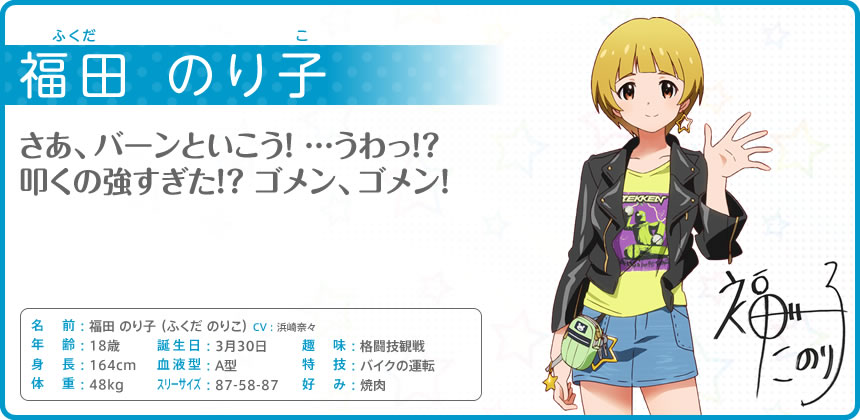 ふくだ こ
福田 のり子
さあ、バーンといこう! …うわっ!?
叩くの強すぎた!? ゴメン、ゴメン!
TEKKEN
名 前 : 福田 のり子 (ふくだ のりこ) CV : 浜崎奈々
年 齢 : 18歳 誕生日 : 3月30日 趣 味 : 格闘技観戦
身 長 : 164cm 血液型 : A型 特 技 : バイクの運転
体 重 : 48kg スリーサイズ : 87-58-87 好 み : 焼肉
福田
のり子